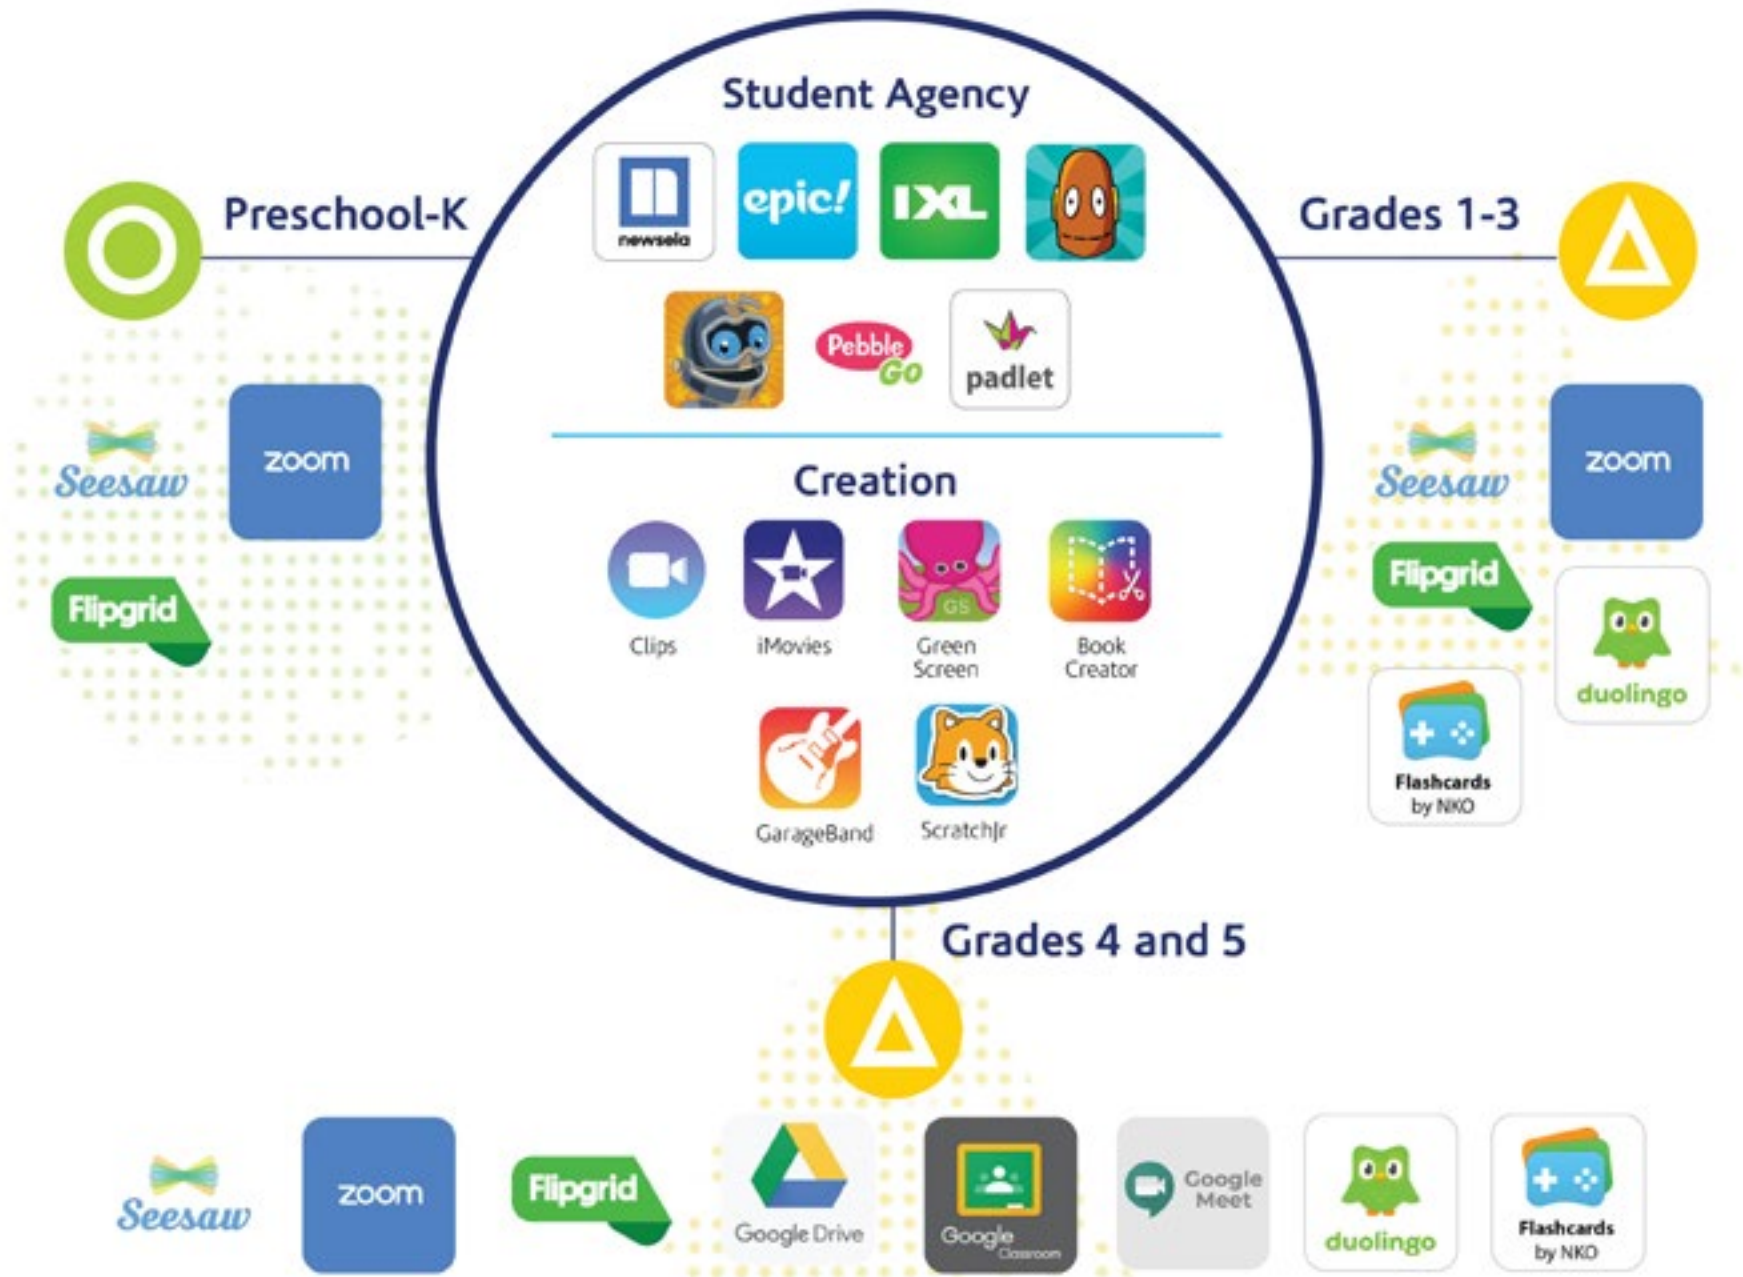 Student Agency
newsela
epic!
IXL
Pebble
GO
padlet
Preschool-K
Seesaw
zoom
Flipgrid
Grades 1-3
Seesaw
zoom
Flipgrid
duolingo
Flashcards
by NKO
Creation
Clips
iMovies
GS
Green
Screen
Book
Creator
GarageBand
ScratchJr
Grades 4 and 5
Seesaw
zoom
Flipgrid
Google Drive
Google
Classroom
Google
Meet
duolingo
Flashcards
by NKO